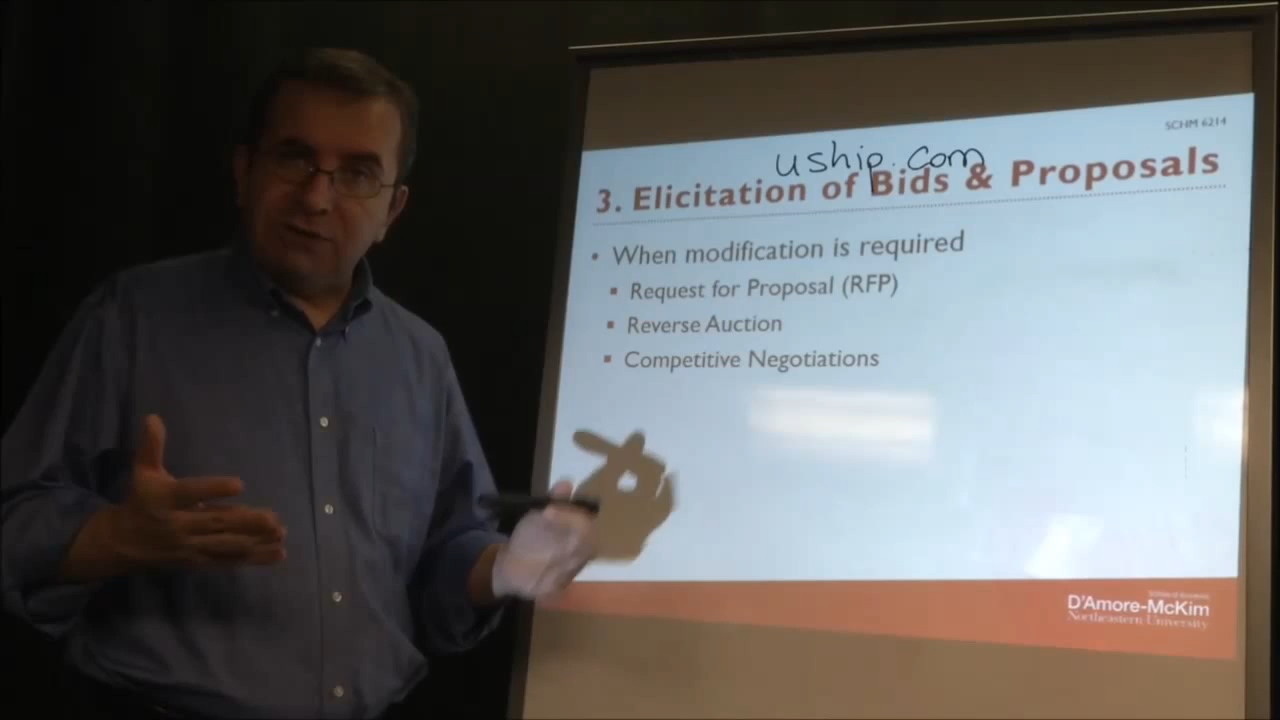 SCHM 6214
uship.com
3. Elicitation of Bids & Proposals
• When modification is required
▪ Request for Proposal (RFP)
▪ Reverse Auction
▪ Competitive Negotiations
D'Amore-McKim
Northeastern University